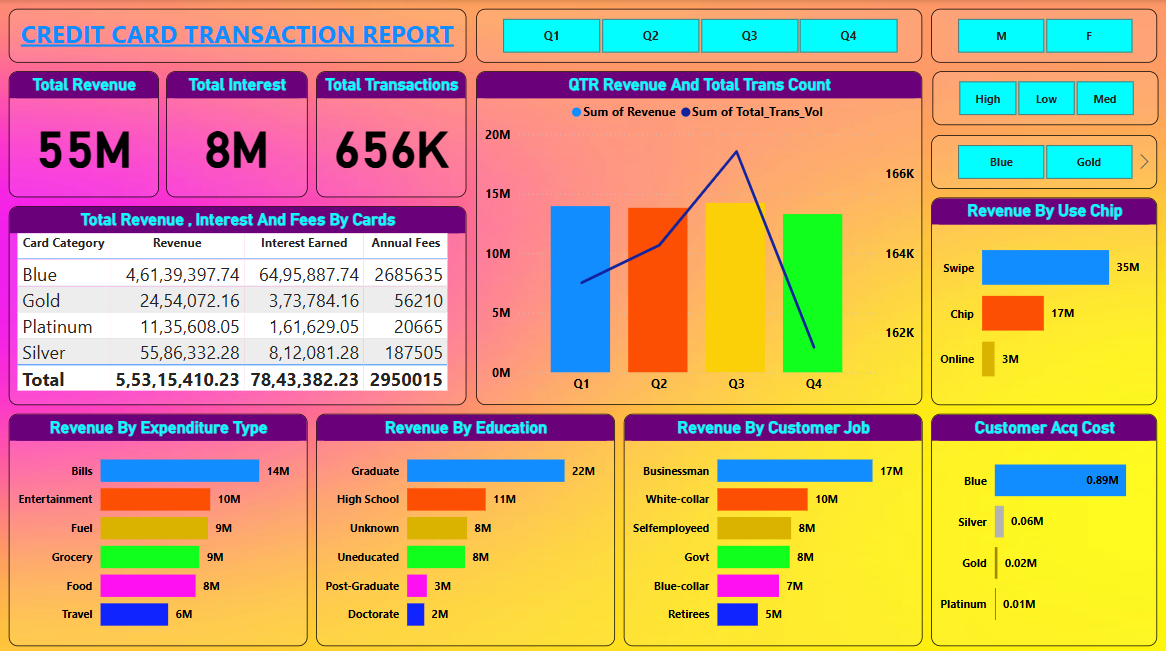 CREDIT CARD TRANSACTION REPORT
Q1 Q2 Q3 Q4
M F
Total Revenue
55M
Total Interest
8M
Total Transactions
656K
QTR Revenue And Total Trans Count
Sum of Revenue Sum of Total_Trans_Vol
20M
15M
10M
5M
0M
166K
164K
162K
Q1 Q2 Q3 Q4
High Low Med
Blue Gold
Total Revenue , Interest And Fees By Cards
Card Category Revenue Interest Earned Annual Fees
Blue 4,61,39,397.74 64,95,887.74 2685635
Gold 24,54,072.16 3,73,784.16 56210
Platinum 11,35,608.05 1,61,629.05 20665
Silver 55,86,332.28 8,12,081.28 187505
Total 5,53,15,410.23 78,43,382.23 2950015
Revenue By Use Chip
Swipe 35M
Chip 17M
Online 3M
Revenue By Expenditure Type
Bills 14M
Entertainment 10M
Fuel 9M
Grocery 9M
Food 8M
Travel 6M
Revenue By Education
Graduate 22M
High School 11M
Unknown 8M
Uneducated 8M
Post-Graduate 3M
Doctorate 2M
Revenue By Customer Job
Businessman 17M
White-collar 10M
Selfemployeed 8M
Govt 8M
Blue-collar 7M
Retirees 5M
Customer Acq Cost
Blue 0.89M
Silver 0.06M
Gold 0.02M
Platinum 0.01M